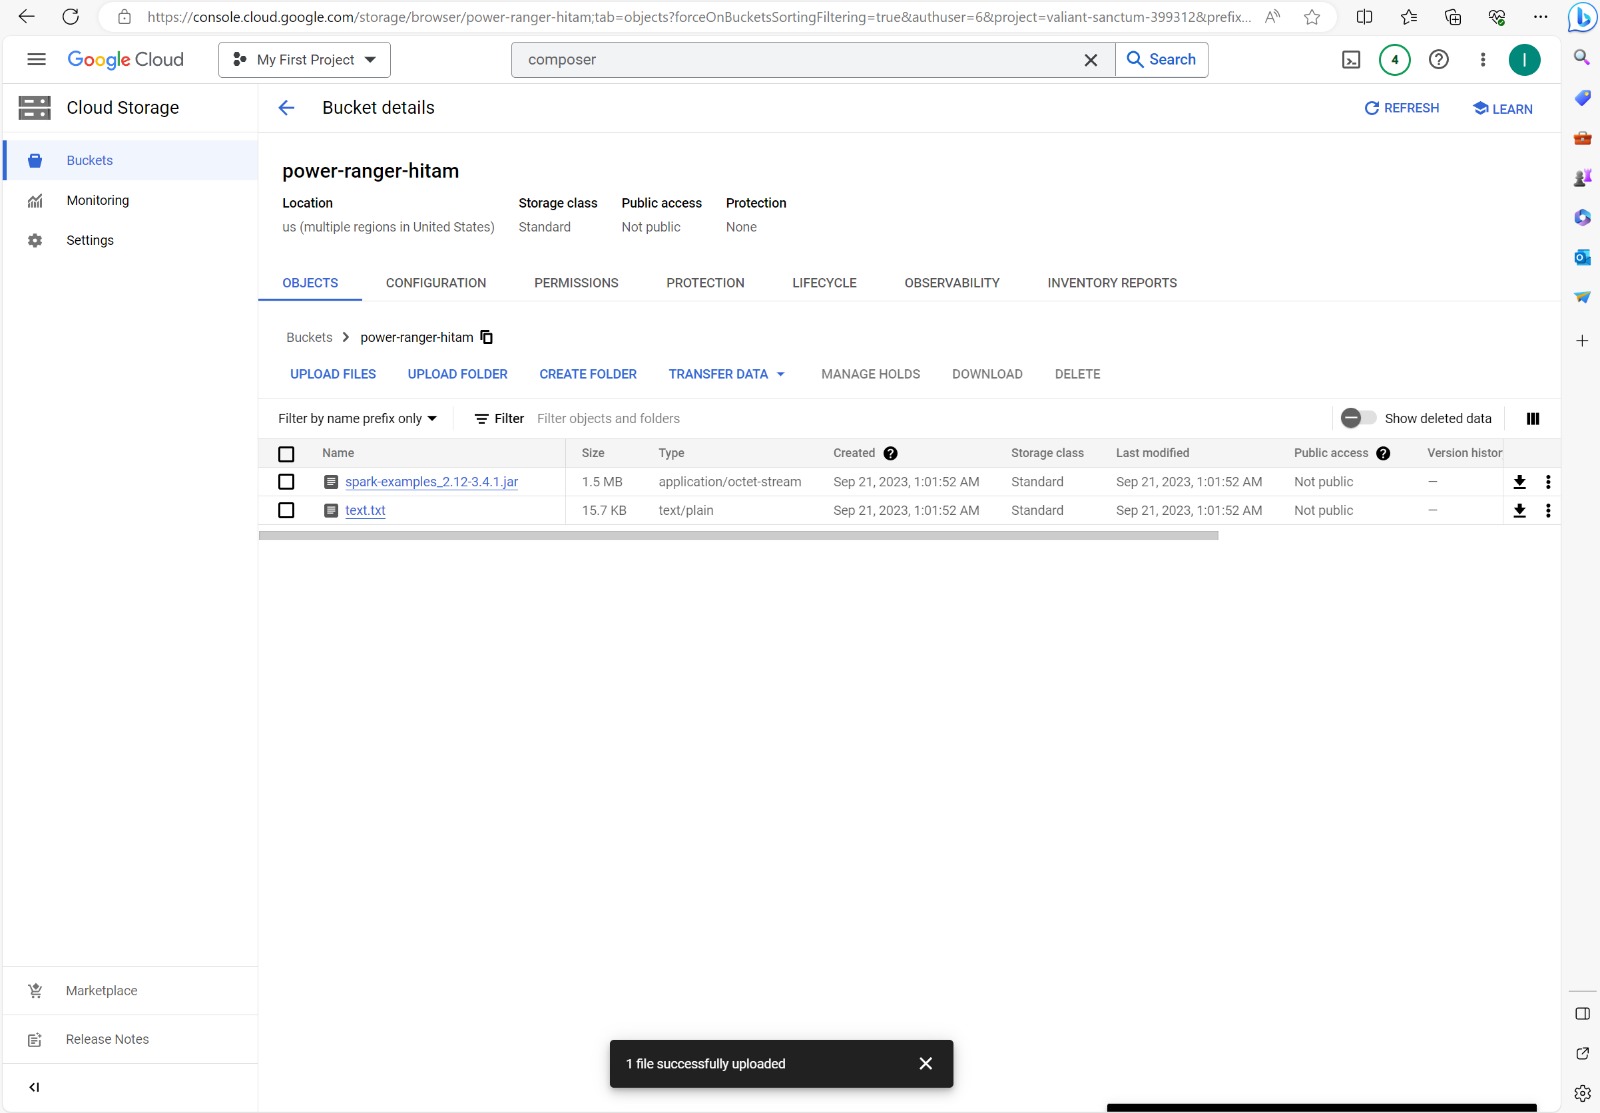 https://console.cloud.google.com/storage/browser/power-ranger-hitam;tab=objects?forceOnBucketsSortingFiltering=true&authuser=6&project=valiant-sanctum-399312&prefix...
Google Cloud
My First Project
composer
Search
4
I
Cloud Storage
Bucket details
REFRESH
LEARN
Buckets
Monitoring
Settings
power-ranger-hitam
Location Storage class Public access Protection
us (multiple regions in United States) Standard Not public None
OBJECTS CONFIGURATION PERMISSIONS PROTECTION LIFECYCLE OBSERVABILITY INVENTORY REPORTS
Buckets > power-ranger-hitam
UPLOAD FILES UPLOAD FOLDER CREATE FOLDER TRANSFER DATA MANAGE HOLDS DOWNLOAD DELETE
Filter by name prefix only Filter Filter objects and folders Show deleted data
Name Size Type Created Storage class Last modified Public access Version histor
spark-examples_2.12-3.4.1.jar 1.5 MB application/octet-stream Sep 21, 2023, 1:01:52 AM Standard Sep 21, 2023, 1:01:52 AM Not public —
text.txt 15.7 KB text/plain Sep 21, 2023, 1:01:52 AM Standard Sep 21, 2023, 1:01:52 AM Not public —
Marketplace
Release Notes
1 file successfully uploaded